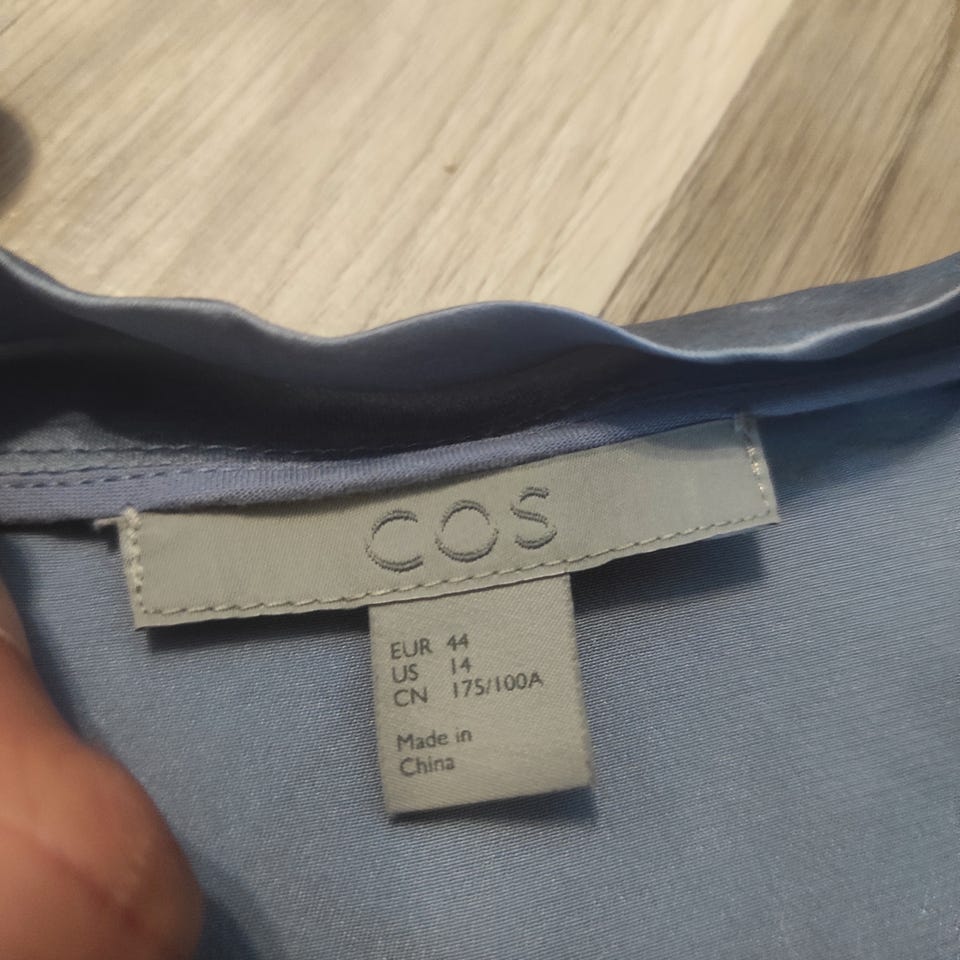 COS
EUR 44
US 14
CN 175/100A
Made in
China